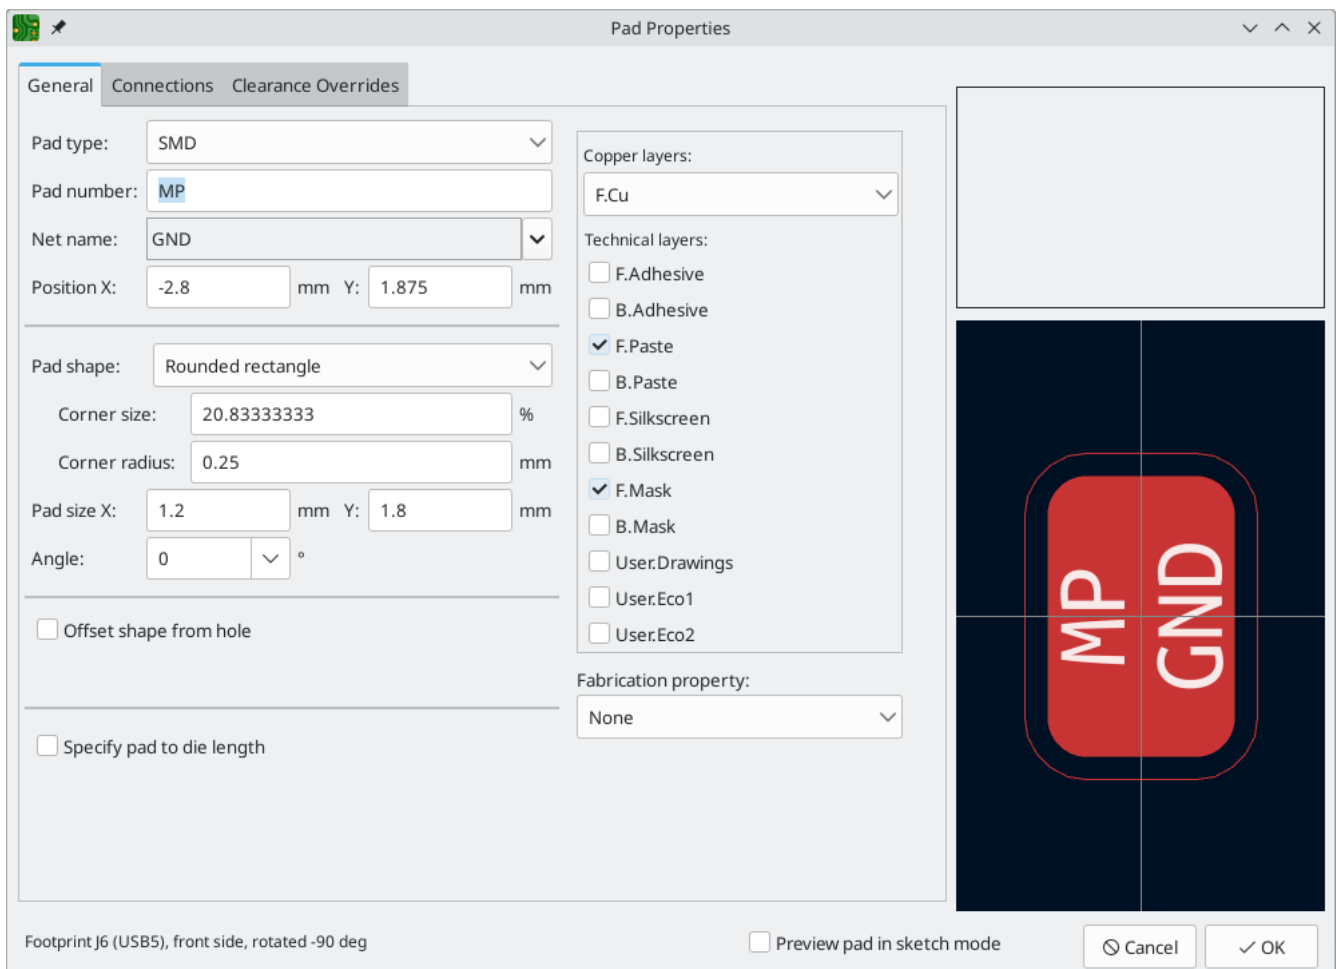 Pad Properties
General Connections Clearance Overrides
Pad type: SMD
Pad number: MP
Net name: GND
Position X: -2.8 mm Y: 1.875 mm
Pad shape: Rounded rectangle
Corner size: 20.83333333 %
Corner radius: 0.25 mm
Pad size X: 1.2 mm Y: 1.8 mm
Angle: 0 °
Offset shape from hole
Specify pad to die length
Copper layers:
F.Cu
Technical layers:
F.Adhesive
B.Adhesive
F.Paste
B.Paste
F.Silkscreen
B.Silkscreen
F.Mask
B.Mask
User.Drawings
User.Eco1
User.Eco2
Fabrication property:
None
MP
GND
Footprint J6 (USB5), front side, rotated -90 deg
Preview pad in sketch mode
Cancel
OK